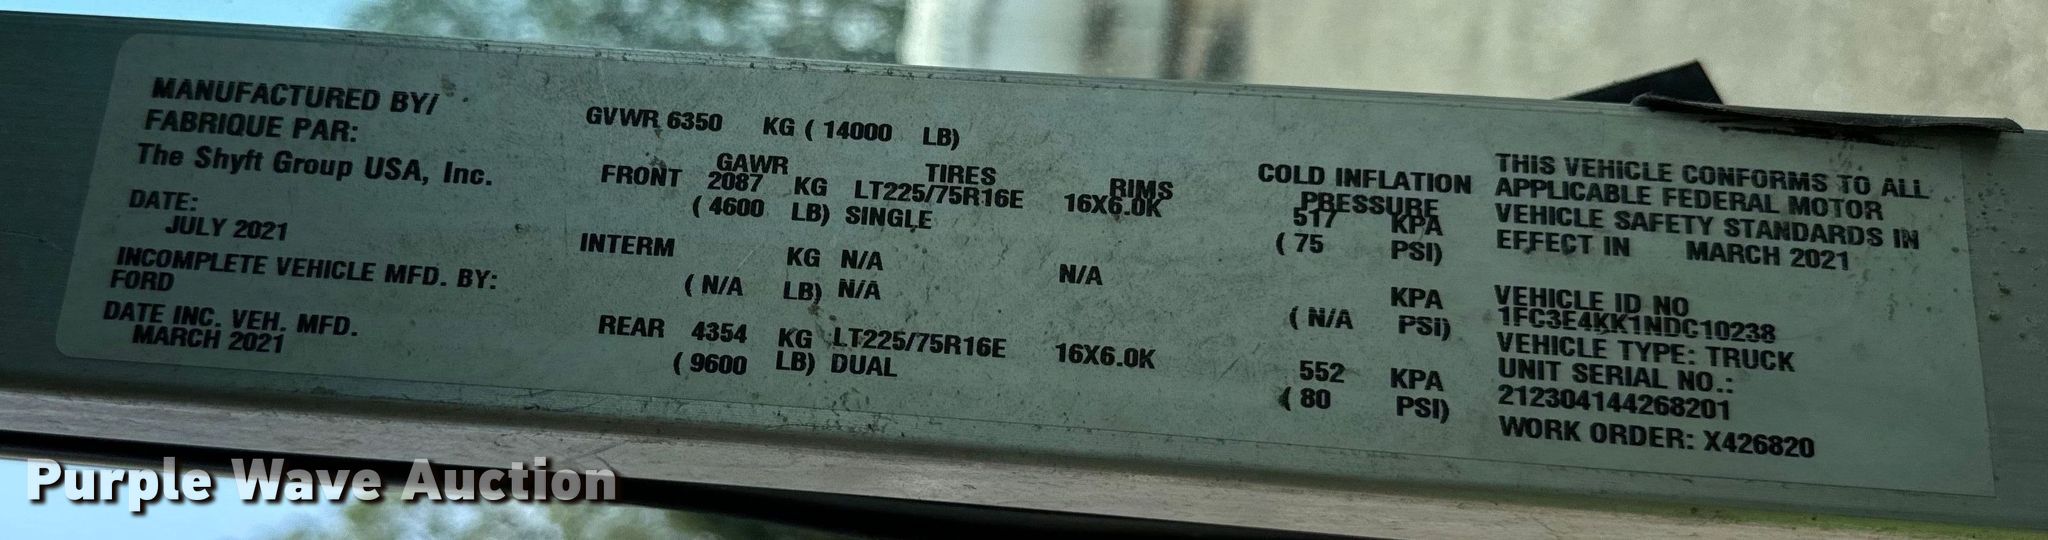 MANUFACTURED BY/
FABRIQUE PAR:
The Shyft Group USA, Inc.
DATE:
JULY 2021
INCOMPLETE VEHICLE MFD. BY:
FORD
DATE INC. VEH. MFD.
MARCH 2021
GVWR 6350 KG ( 14000 LB)
GAWR TIRES RIMS COLD INFLATION PRESSURE
FRONT 2087 KG LT225/75R16E 16X6.0K 517 KPA
( 4600 LB) SINGLE ( 75 PSI)
INTERM KG N/A N/A KPA
( N/A LB) N/A ( N/A PSI)
REAR 4354 KG LT225/75R16E 16X6.0K 552 KPA
( 9600 LB) DUAL ( 80 PSI)
THIS VEHICLE CONFORMS TO ALL
APPLICABLE FEDERAL MOTOR
VEHICLE SAFETY STANDARDS IN
EFFECT IN MARCH 2021
VEHICLE ID NO
1FC3E4KK1NDC10238
VEHICLE TYPE: TRUCK
UNIT SERIAL NO.:
212304144268201
WORK ORDER: X426820
Purple Wave Auction